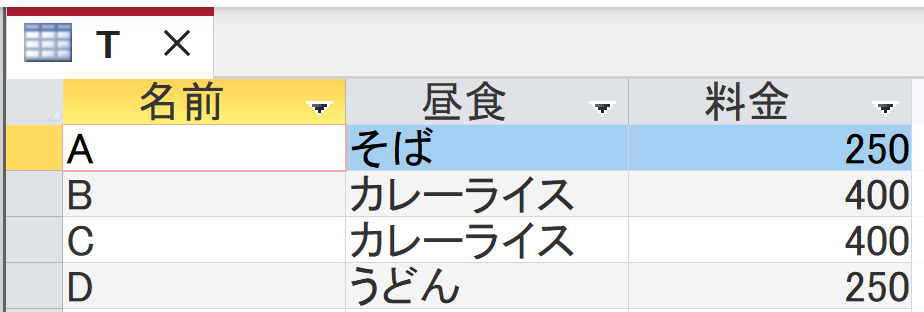 T
名前 昼食 料金
A そば 250
B カレーライス 400
C カレーライス 400
D うどん 250